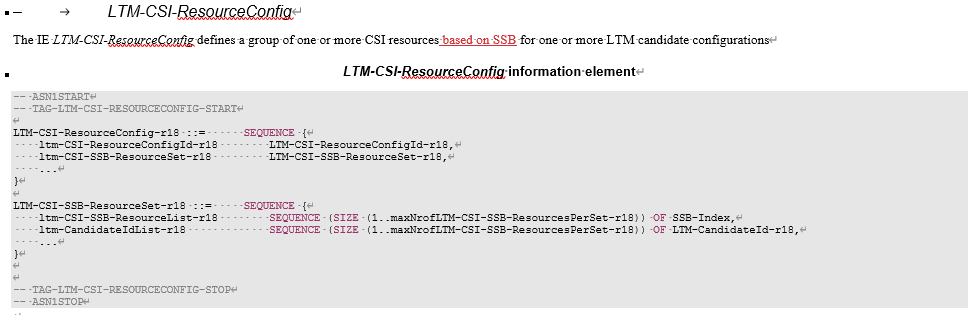 – → LTM-CSI-ResourceConfig
The IE LTM-CSI-ResourceConfig defines a group of one or more CSI resources based on SSB for one or more LTM candidate configurations
LTM-CSI-ResourceConfig information element
-- ASN1START
-- TAG-LTM-CSI-RESOURCECONFIG-START
LTM-CSI-ResourceConfig-r18 ::=      SEQUENCE {
    ltm-CSI-ResourceConfigId-r18        LTM-CSI-ResourceConfigId-r18,
    ltm-CSI-SSB-ResourceSet-r18         LTM-CSI-SSB-ResourceSet-r18,
    ...
}
LTM-CSI-SSB-ResourceSet-r18 ::=     SEQUENCE {
    ltm-CSI-SSB-ResourceList-r18        SEQUENCE (SIZE (1..maxNrofLTM-CSI-SSB-ResourcesPerSet-r18)) OF SSB-Index,
    ltm-CandidateIdList-r18             SEQUENCE (SIZE (1..maxNrofLTM-CSI-SSB-ResourcesPerSet-r18)) OF LTM-CandidateId-r18,
    ...
}
-- TAG-LTM-CSI-RESOURCECONFIG-STOP
-- ASN1STOP